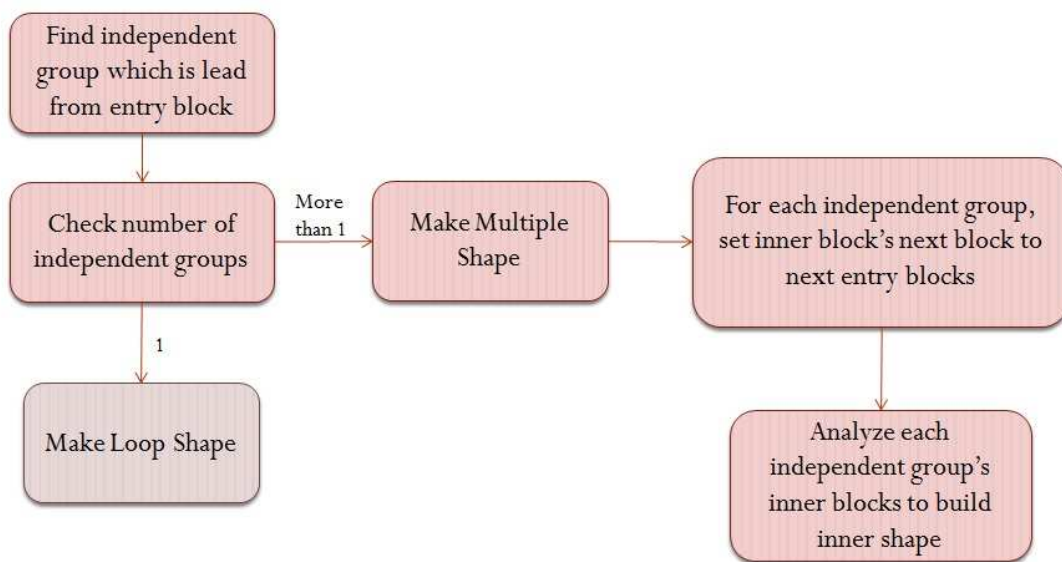 Find independent
group which is lead
from entry block
Check number of
independent groups
More
than 1
Make Multiple
Shape
For each independent group,
set inner block's next block to
next entry blocks
1
Make Loop Shape
Analyze each
independent group's
inner blocks to build
inner shape